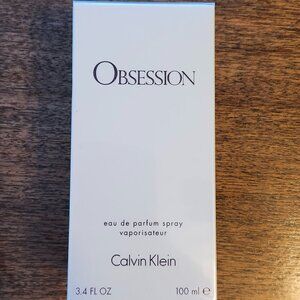 OBSESSION
eau de parfum spray
vaporisateur
Calvin Klein
3.4 FL OZ 100 ml ℮